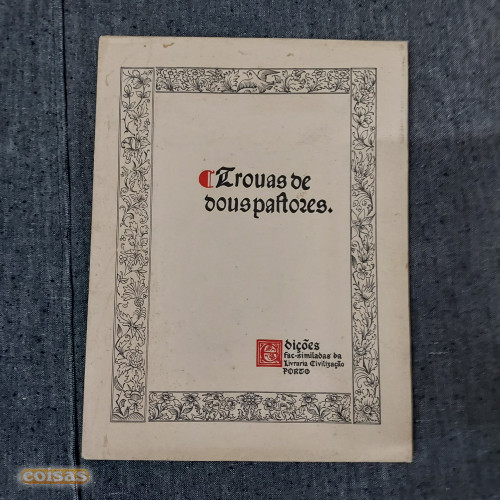 Trouas de
dous paſtores.
Edições
fac-similadas da
Livraria Civilização
PORTO
coisas